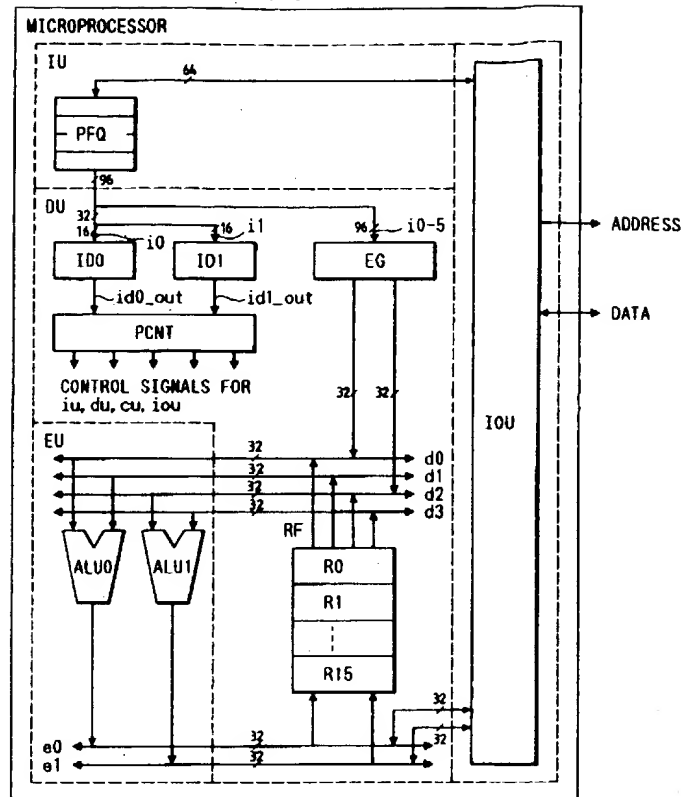 MICROPROCESSOR
IU
64
PFQ
96
DU
32
16
i0
16
i1
96
i0-5
ID0
ID1
EG
id0_out
id1_out
PCNT
CONTROL SIGNALS FOR
iu, du, cu, iou
32
32
IOU
ADDRESS
DATA
EU
32
d0
32
d1
32
d2
32
d3
RF
ALU0
ALU1
R0
R1
R15
32
32
e0
32
e1
32